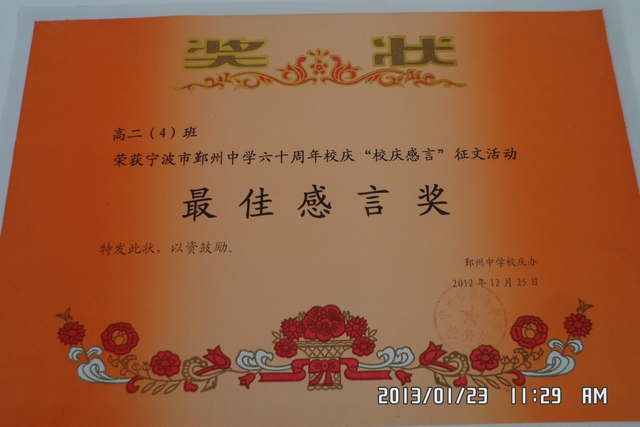 奖 状
高二（4）班
荣获宁波市鄞州中学六十周年校庆“校庆感言”征文活动
最佳感言奖
特发此状，以资鼓励。
鄞州中学校庆办
2012年12月25日
2013/01/23 11:29 AM